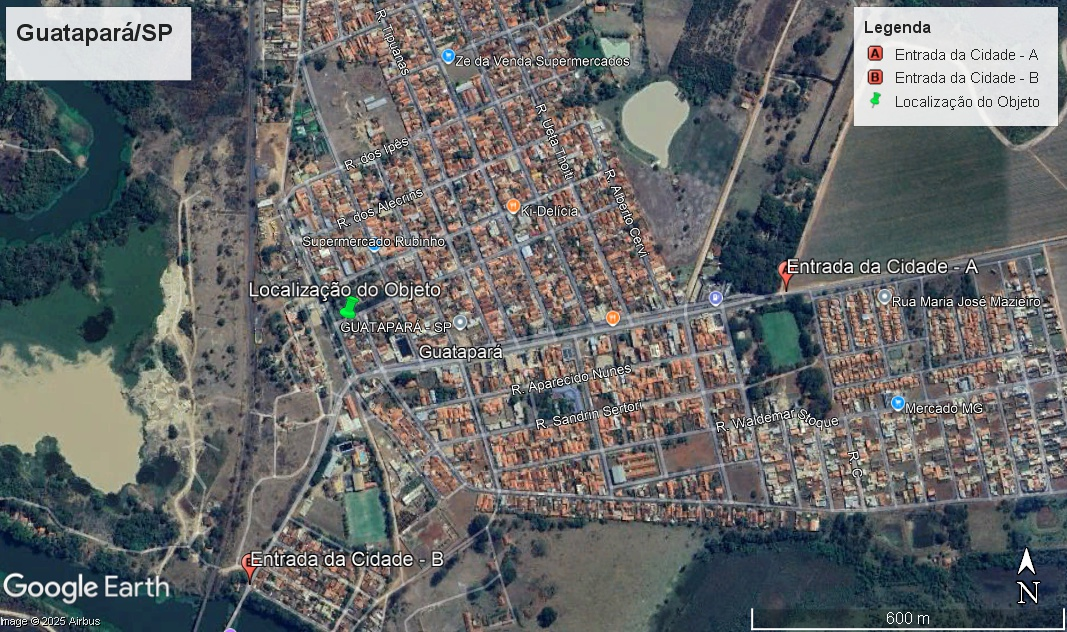 Guatapará/SP
Legenda
A Entrada da Cidade - A
B Entrada da Cidade - B
Localização do Objeto
R. Tipuanas
Ze da Venda Supermercados
R. Ueta Thoiti
R. dos Ipês
R. dos Alecrins
R. Alberto Cervi
Ki-Delícia
Supermercado Rubinho
Entrada da Cidade - A
Localização do Objeto
Rua Maria José Mazieiro
GUATAPARÁ - SP
Guatapará
R. Aparecido Nunes
Mercado MG
R. Sandrin Sertori
R. Waldemar Stoque
R. C
Entrada da Cidade - B
Google Earth
Image © 2025 Airbus
N
600 m